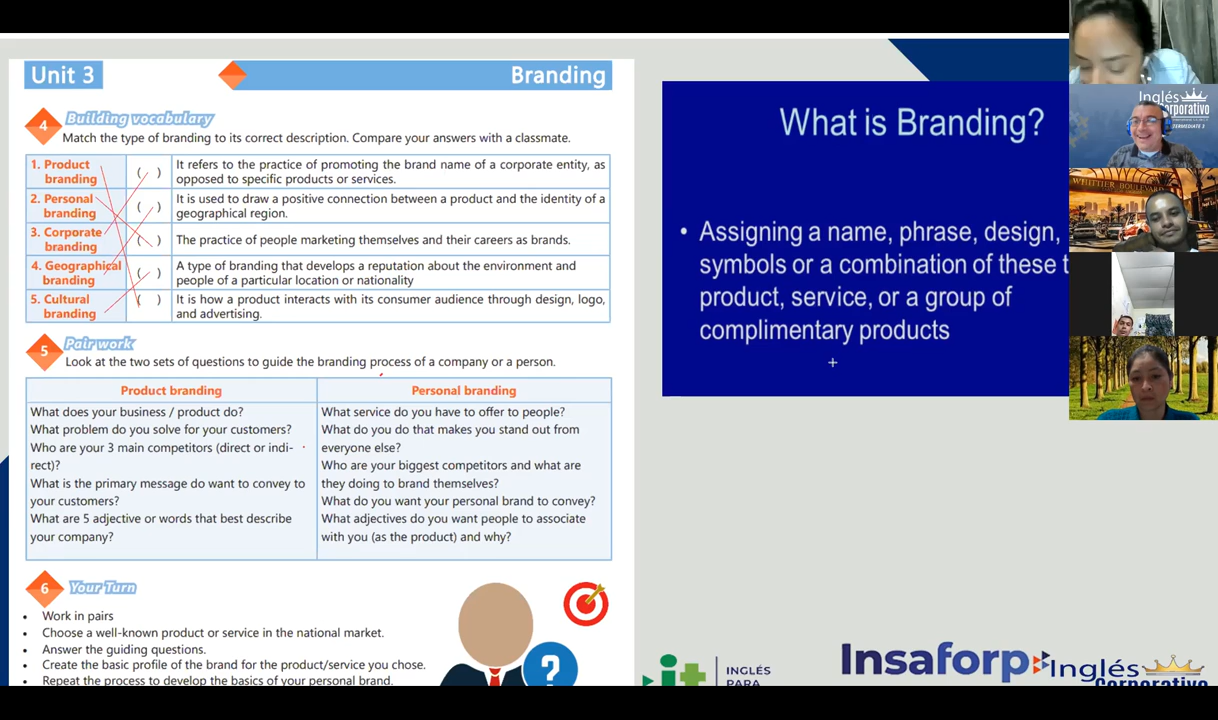 Unit 3
Branding
4
Building vocabulary
Match the type of branding to its correct description. Compare your answers with a classmate.
1. Product
branding
( )
It refers to the practice of promoting the brand name of a corporate entity, as
opposed to specific products or services.
2. Personal
branding
( )
It is used to draw a positive connection between a product and the identity of a
geographical region.
3. Corporate
branding
( )
The practice of people marketing themselves and their careers as brands.
4. Geographical
branding
( )
A type of branding that develops a reputation about the environment and
people of a particular location or nationality
5. Cultural
branding
( )
It is how a product interacts with its consumer audience through design, logo,
and advertising.
5
Pair work
Look at the two sets of questions to guide the branding process of a company or a person.
Product branding
What does your business / product do?
What problem do you solve for your customers?
Who are your 3 main competitors (direct or indi-
rect)?
What is the primary message do want to convey to
your customers?
What are 5 adjective or words that best describe
your company?
Personal branding
What service do you have to offer to people?
What do you do that makes you stand out from
everyone else?
Who are your biggest competitors and what are
they doing to brand themselves?
What do you want your personal brand to convey?
What adjectives do you want people to associate
with you (as the product) and why?
6
Your Turn
• Work in pairs
• Choose a well-known product or service in the national market.
• Answer the guiding questions.
• Create the basic profile of the brand for the product/service you chose.
• Repeat the process to develop the basics of your personal brand.
?
What is Branding?
• Assigning a name, phrase, design,
symbols or a combination of these t
product, service, or a group of
complimentary products
Inglés
orporativo
TERMEDIATE 3
WHITTIER BOULEVARD
it+
INGLÉS
PARA
Insaforp
Inglés
Corporativo